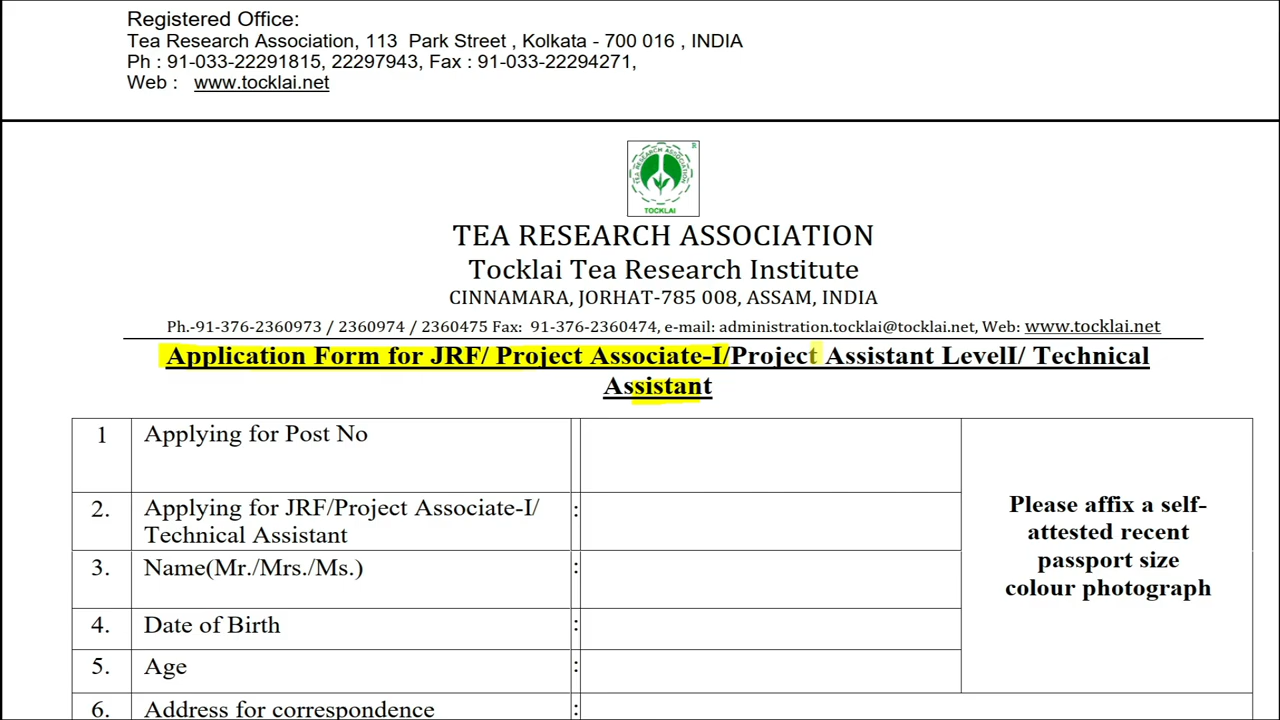 Registered Office:
Tea Research Association, 113 Park Street , Kolkata - 700 016 , INDIA
Ph : 91-033-22291815, 22297943, Fax : 91-033-22294271,
Web : www.tocklai.net
TEA RESEARCH ASSOCIATION
TOCKLAI
TEA RESEARCH ASSOCIATION
Tocklai Tea Research Institute
CINNAMARA, JORHAT-785 008, ASSAM, INDIA
Ph.-91-376-2360973 / 2360974 / 2360475 Fax: 91-376-2360474, e-mail: administration.tocklai@tocklai.net, Web: www.tocklai.net
Application Form for JRF/ Project Associate-I/Project Assistant LevelI/ Technical
Assistant
1 Applying for Post No
2. Applying for JRF/Project Associate-I/ :
Technical Assistant
3. Name(Mr./Mrs./Ms.) :
4. Date of Birth :
5. Age :
6. Address for correspondence :
Please affix a self-
attested recent
passport size
colour photograph